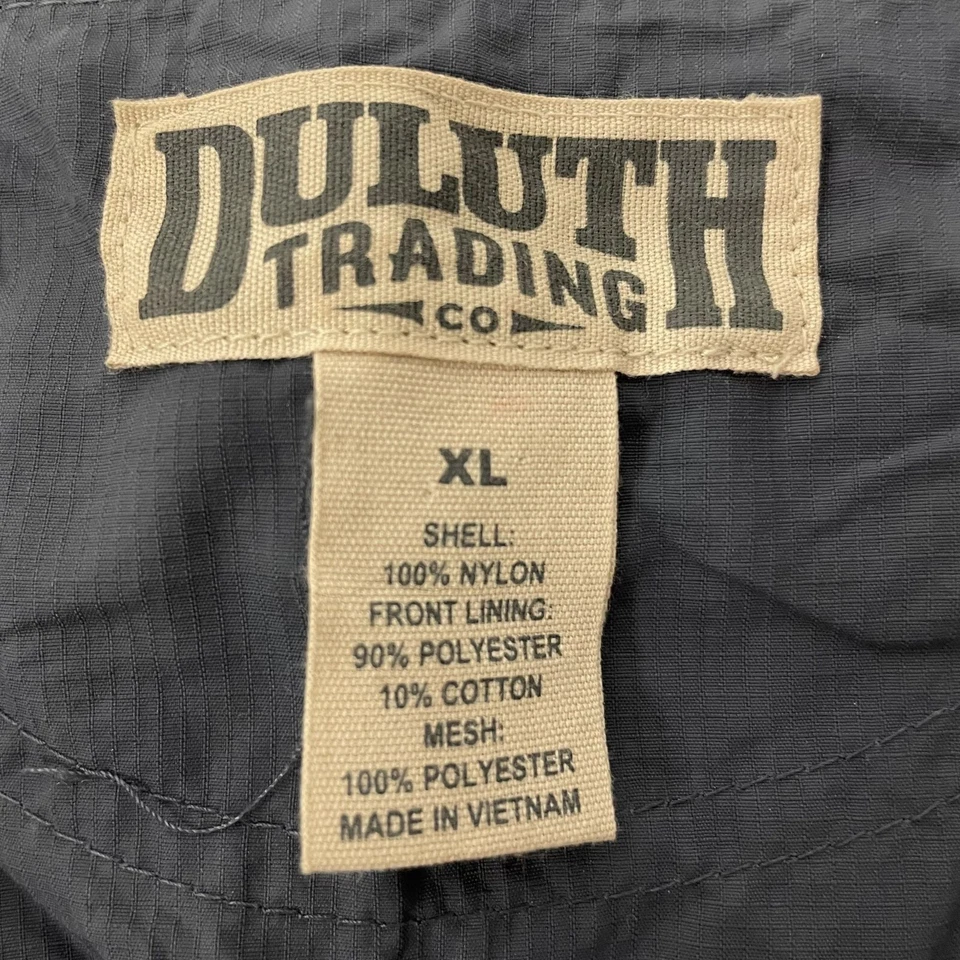 DULUTH
TRADING
CO
XL
SHELL:
100% NYLON
FRONT LINING:
90% POLYESTER
10% COTTON
MESH:
100% POLYESTER
MADE IN VIETNAM